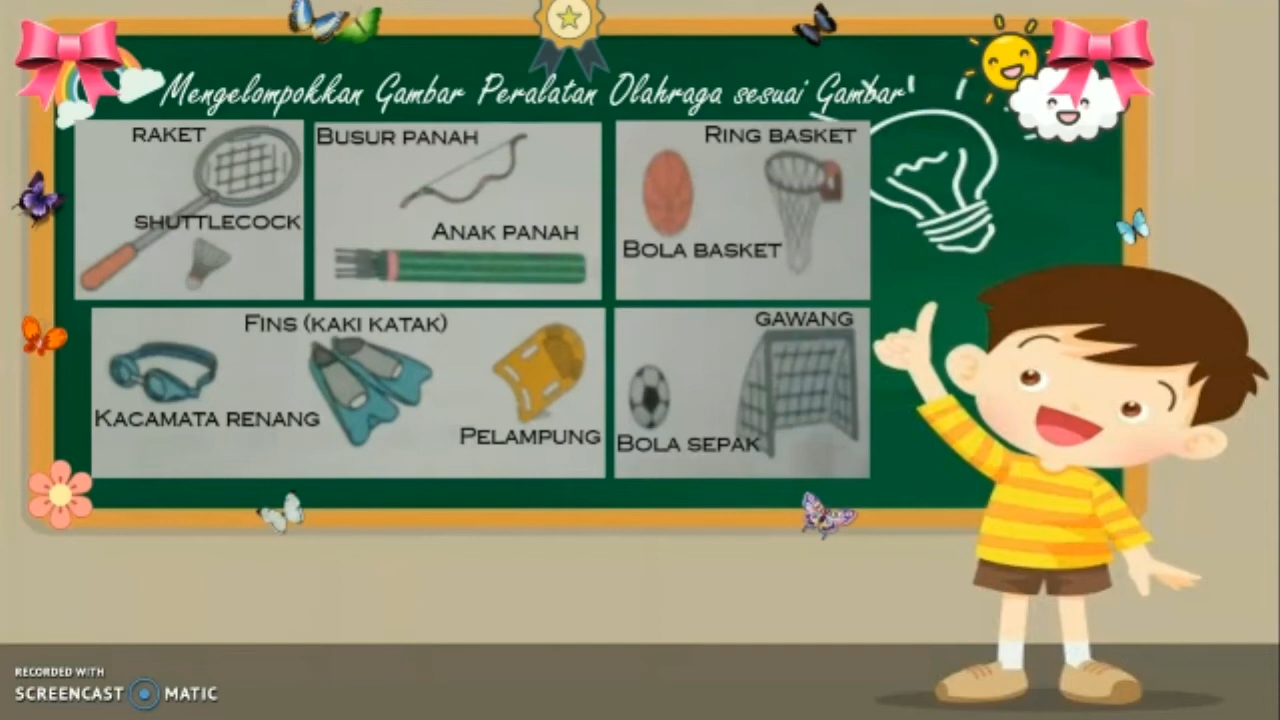 Mengelompokkan Gambar Peralatan Olahraga sesuai Gambar
RAKET
SHUTTLECOCK
BUSUR PANAH
ANAK PANAH
RING BASKET
BOLA BASKET
FINS (KAKI KATAK)
KACAMATA RENANG
PELAMPUNG
GAWANG
BOLA SEPAK
RECORDED WITH
SCREENCAST MATIC